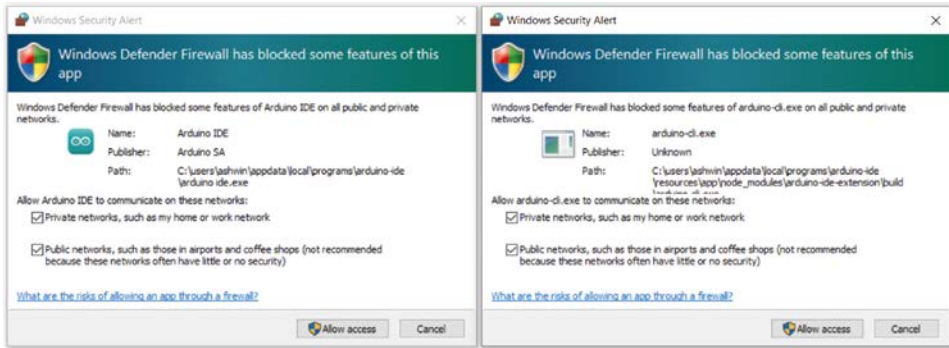 Windows Security Alert
Windows Defender Firewall has blocked some features of this
app
Windows Defender Firewall has blocked some features of Arduino IDE on all public and private
networks.
Name: Arduino IDE
Publisher: Arduino SA
Path: C:\users\ashwin\appdata\local\programs\arduino-ide
\arduino ide.exe
Allow Arduino IDE to communicate on these networks:
Private networks, such as my home or work network
Public networks, such as those in airports and coffee shops (not recommended
because these networks often have little or no security)
What are the risks of allowing an app through a firewall?
Allow access Cancel
Windows Security Alert
Windows Defender Firewall has blocked some features of this
app
Windows Defender Firewall has blocked some features of arduino-cli.exe on all public and private
networks.
Name: arduino-cli.exe
Publisher: Unknown
Path: C:\users\ashwin\appdata\local\programs\arduino-ide
\resources\app\node_modules\arduino-ide-extension\build
Allow arduino-cli.exe to communicate on these networks:
Private networks, such as my home or work network
Public networks, such as those in airports and coffee shops (not recommended
because these networks often have little or no security)
What are the risks of allowing an app through a firewall?
Allow access Cancel